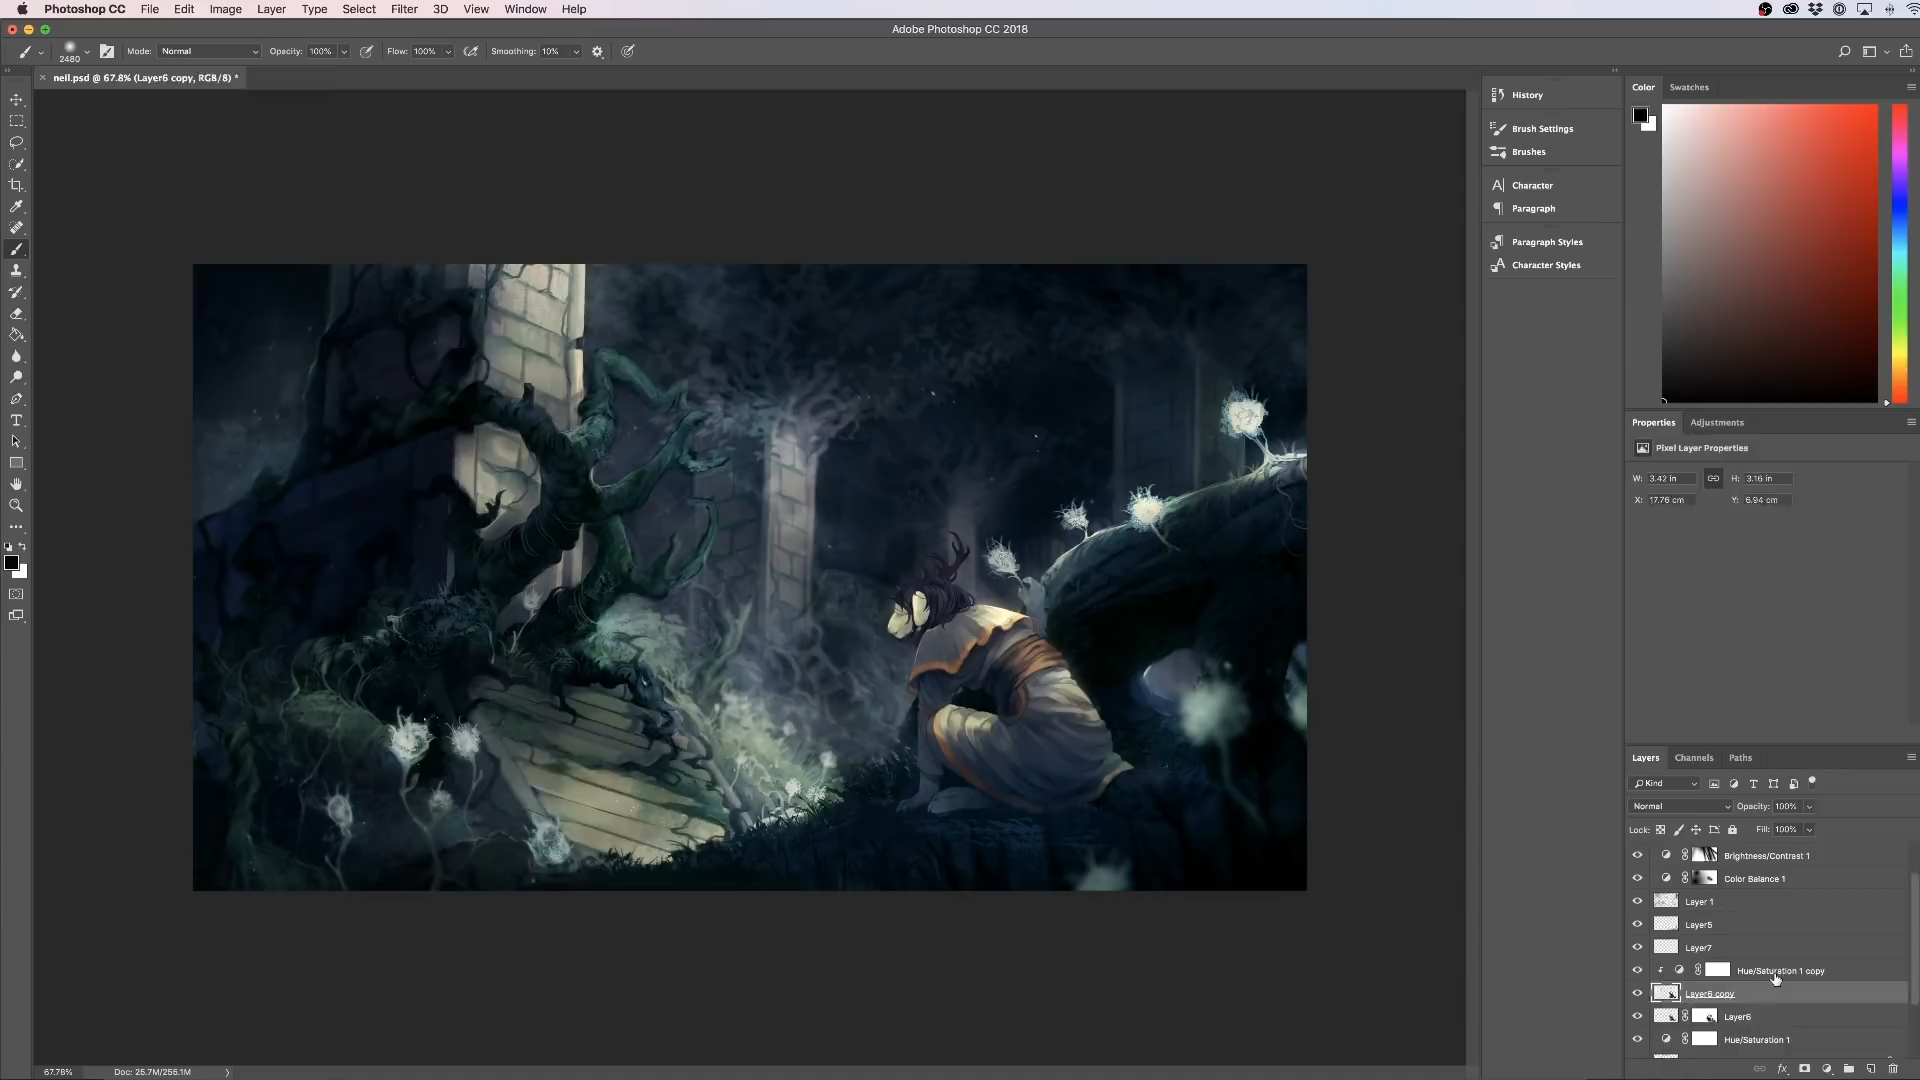 Photoshop CC File Edit Image Layer Type Select Filter 3D View Window Help
Adobe Photoshop CC 2018
2480 Mode: Normal Opacity: 100% Flow: 100% Smoothing: 10%
neil.psd @ 67.8% (Layer6 copy, RGB/8) *
History
Brush Settings
Brushes
Character
Paragraph
Paragraph Styles
Character Styles
Color Swatches
Properties Adjustments
Pixel Layer Properties
W: 3.42 in H: 3.16 in
X: 17.76 cm Y: 6.94 cm
Layers Channels Paths
Kind
Normal Opacity: 100%
Lock: Fill: 100%
Brightness/Contrast 1
Color Balance 1
Layer 1
Layer5
Layer7
Hue/Saturation 1 copy
Layer6 copy
Layer6
Hue/Saturation 1
67.78% Doc: 25.7M/255.1M